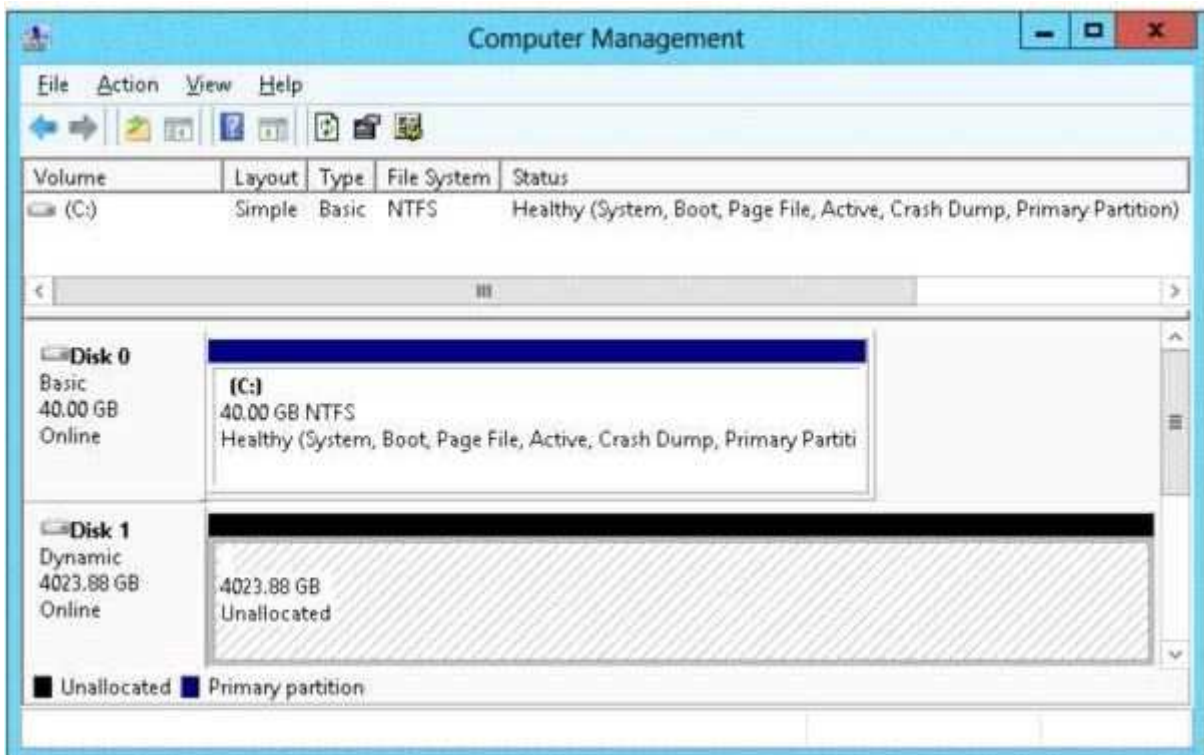 Computer Management
File Action View Help
Volume Layout Type File System Status
(C:) Simple Basic NTFS Healthy (System, Boot, Page File, Active, Crash Dump, Primary Partition)
Disk 0
Basic
40.00 GB
Online
(C:)
40.00 GB NTFS
Healthy (System, Boot, Page File, Active, Crash Dump, Primary Partiti
Disk 1
Dynamic
4023.88 GB
Online
4023.88 GB
Unallocated
Unallocated Primary partition